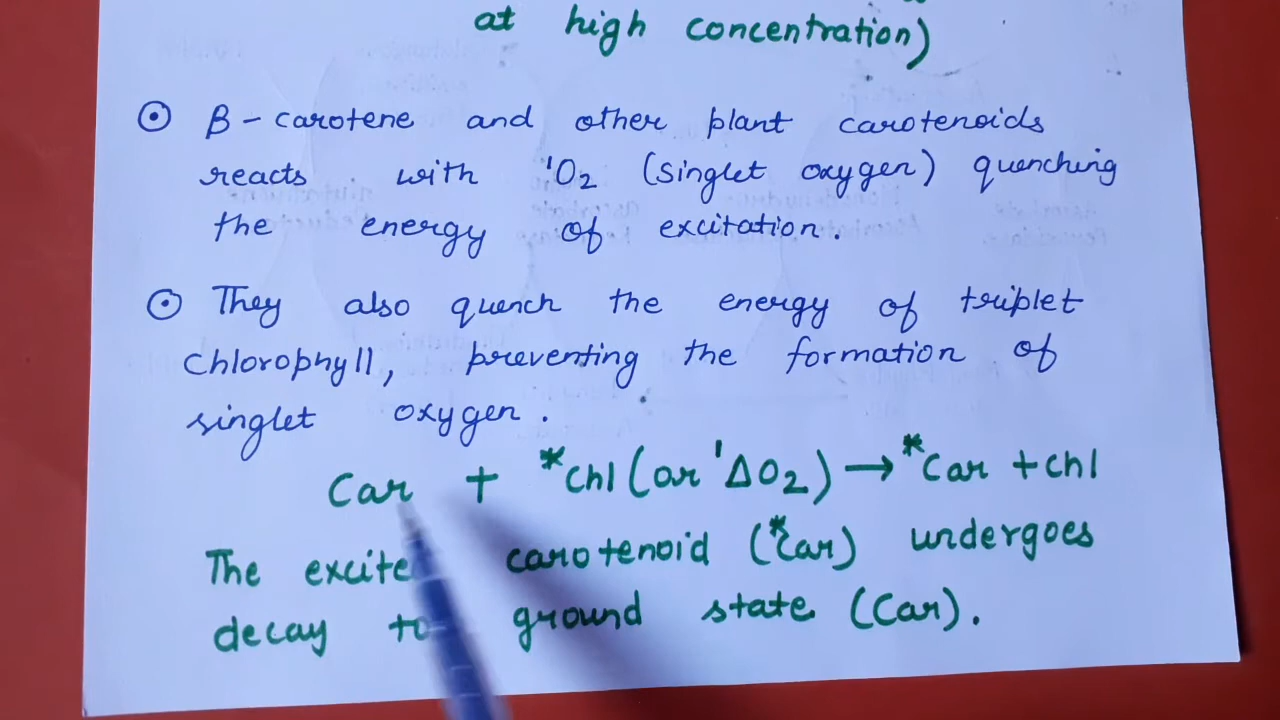 at high concentration)
⊙ β-carotene and other plant carotenoids
reacts with ¹O₂ (singlet oxygen) quenching
the energy of excitation.
⊙ They also quench the energy of triplet
Chlorophyll, preventing the formation of
singlet oxygen.
Car + *Chl (or ¹ΔO₂) → *Car + Chl
The excited carotenoid (*Car) undergoes
decay to ground state (Car).